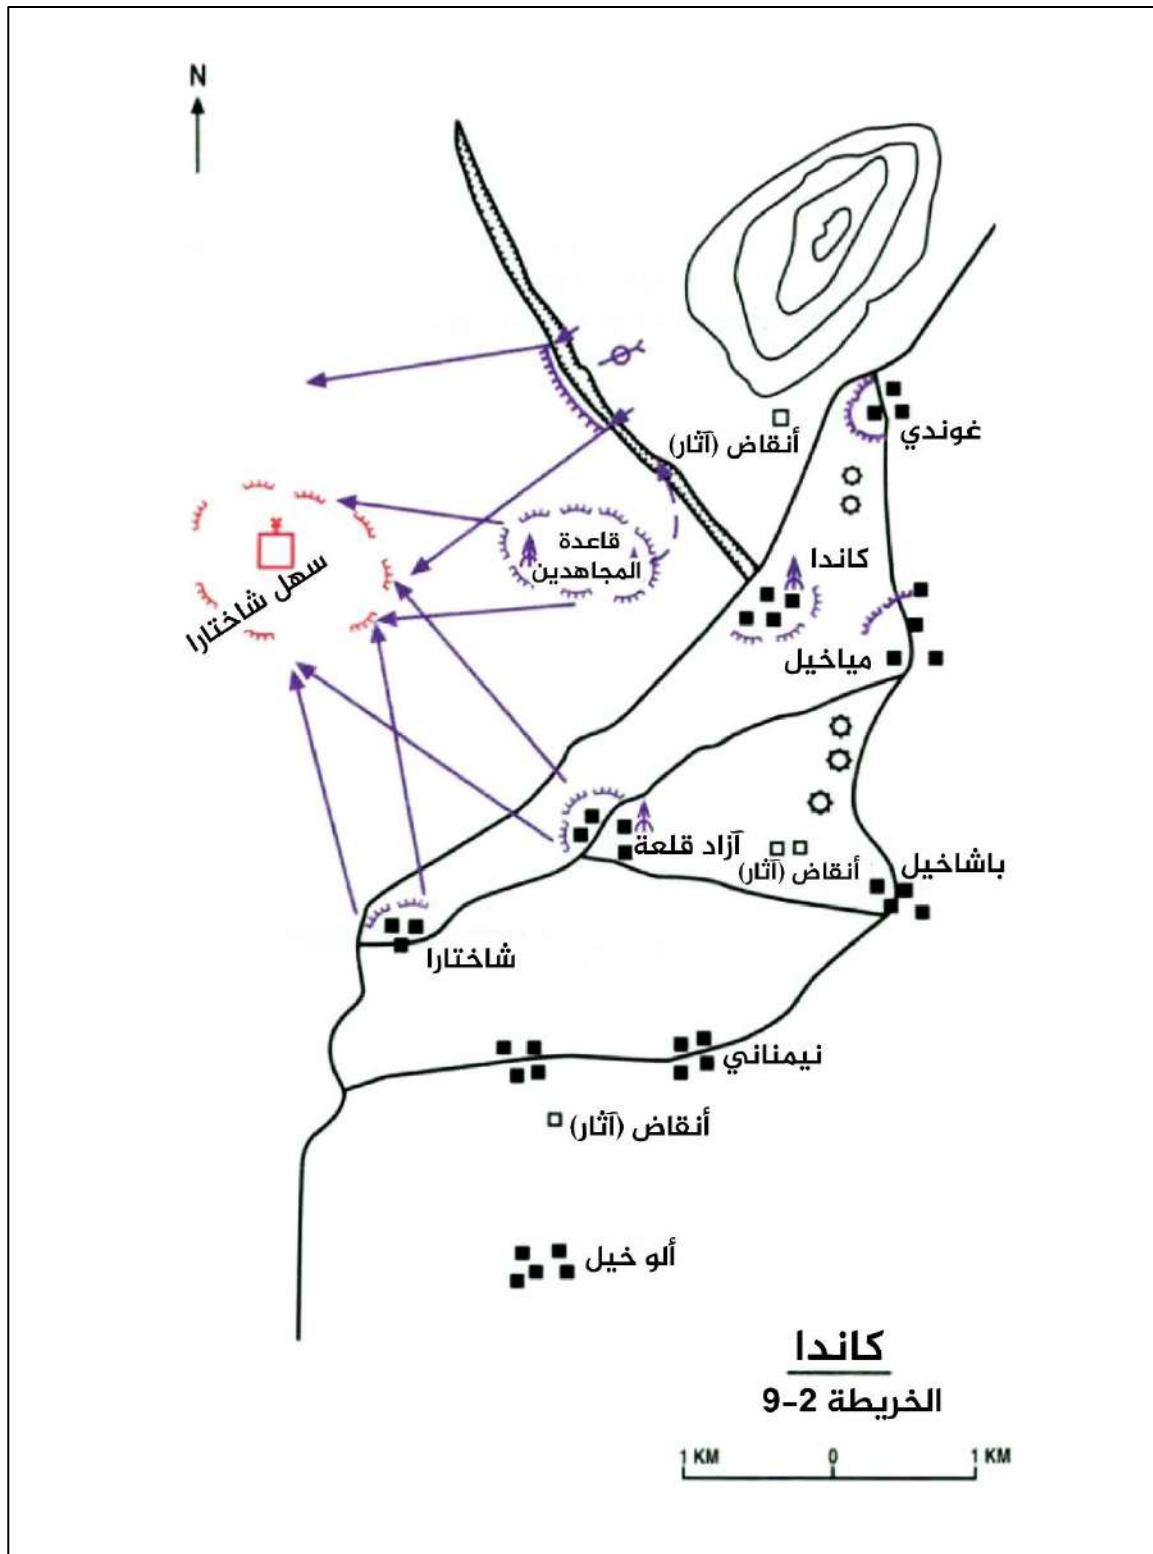 N
أنقاض (آثار)
غوندي
قاعدة
المجاهدين
كاندا
سهل شاختارا
مياخيل
آزاد قلعة
أنقاض (آثار)
باشاخيل
شاختارا
نيمناني
أنقاض (آثار)
ألو خيل
كاندا
الخريطة 2-9
1 KM 0 1 KM